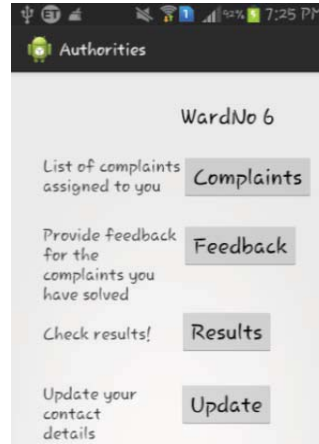 92% 7:25 PM
Authorities
WardNo 6
List of complaints
assigned to you
Complaints
Provide feedback
for the
complaints you
have solved
Feedback
Check results!
Results
Update your
contact
details
Update